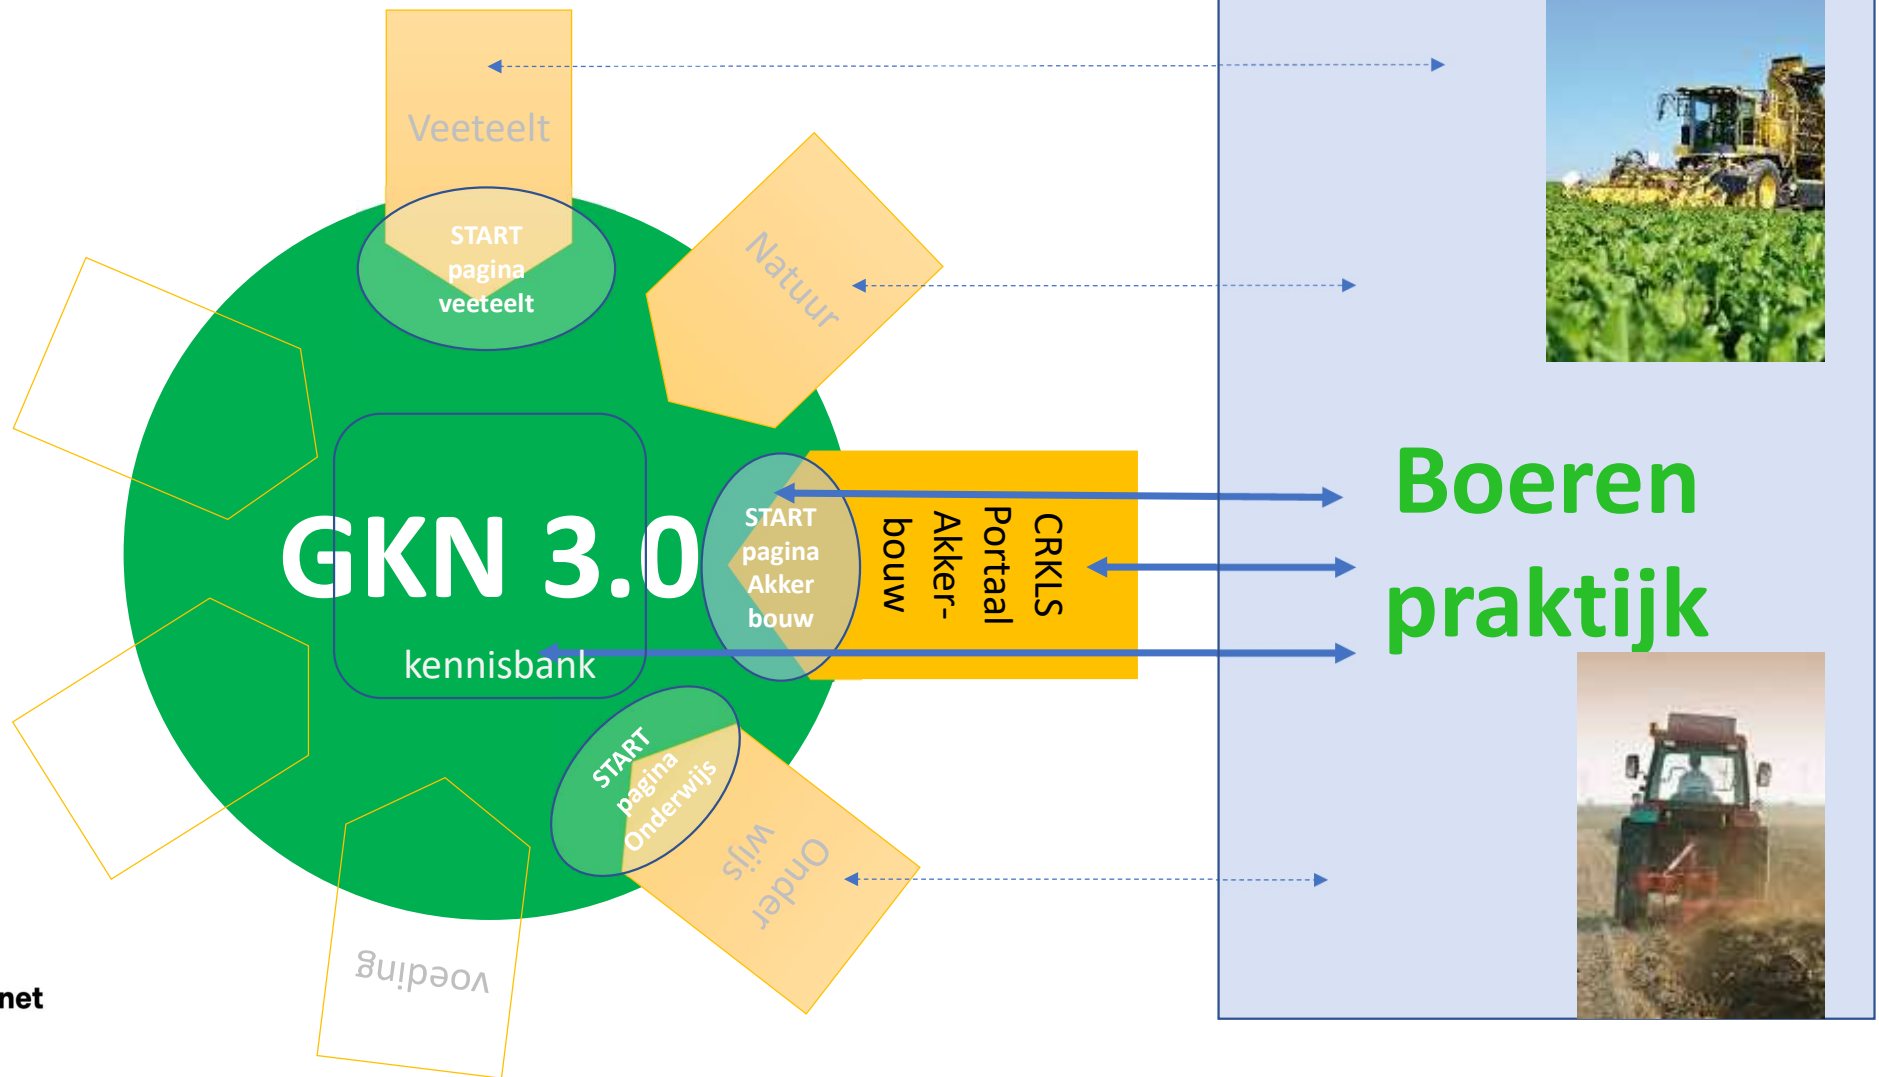 Veeteelt
START
pagina
veeteelt
Natuur
GKN 3.0
kennisbank
START
pagina
Akker
bouw
CRKLS
Portaal
Akker-
bouw
Boeren
praktijk
START
pagina
Onderwijs
Onder
wijs
voeding
net